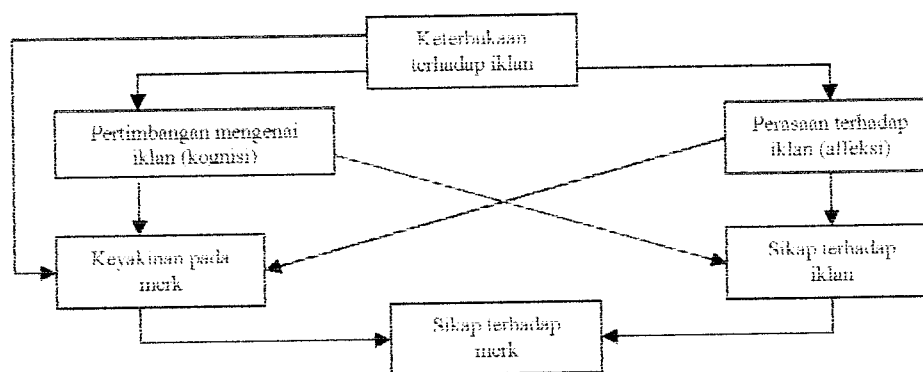 Keterbukaan
terhadap iklan
Pertimbangan mengenai
iklan (kognisi)
Perasaan terhadap
iklan (affeksi)
Keyakinan pada
merk
Sikap terhadap
iklan
Sikap terhadap
merk